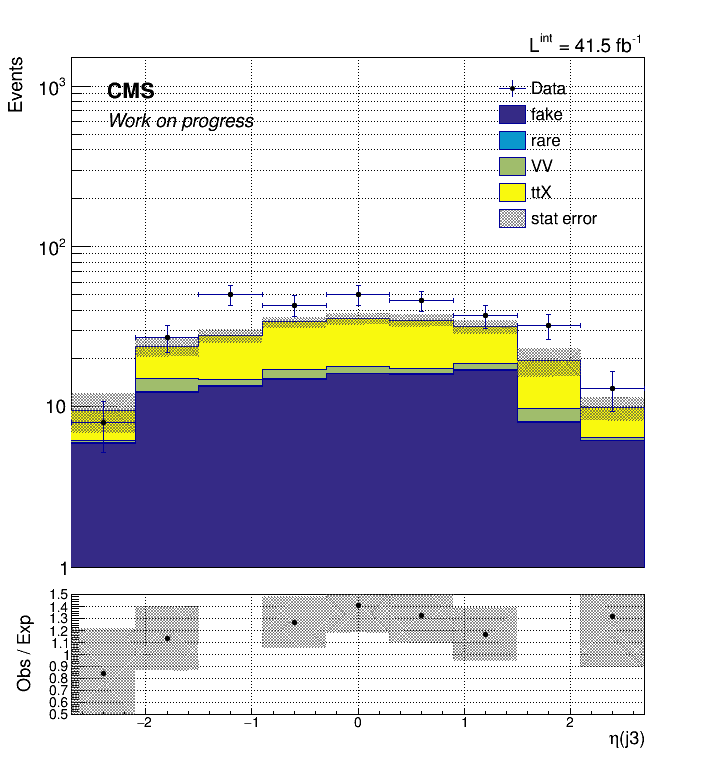 L^int = 41.5 fb^-1
Events
10^3
10^2
10
1
CMS
Work on progress
Data
fake
rare
VV
ttX
stat error
Obs / Exp
1.5
1.4
1.3
1.2
1.1
1
0.9
0.8
0.7
0.6
0.5
−2
−1
0
1
2
η(j3)